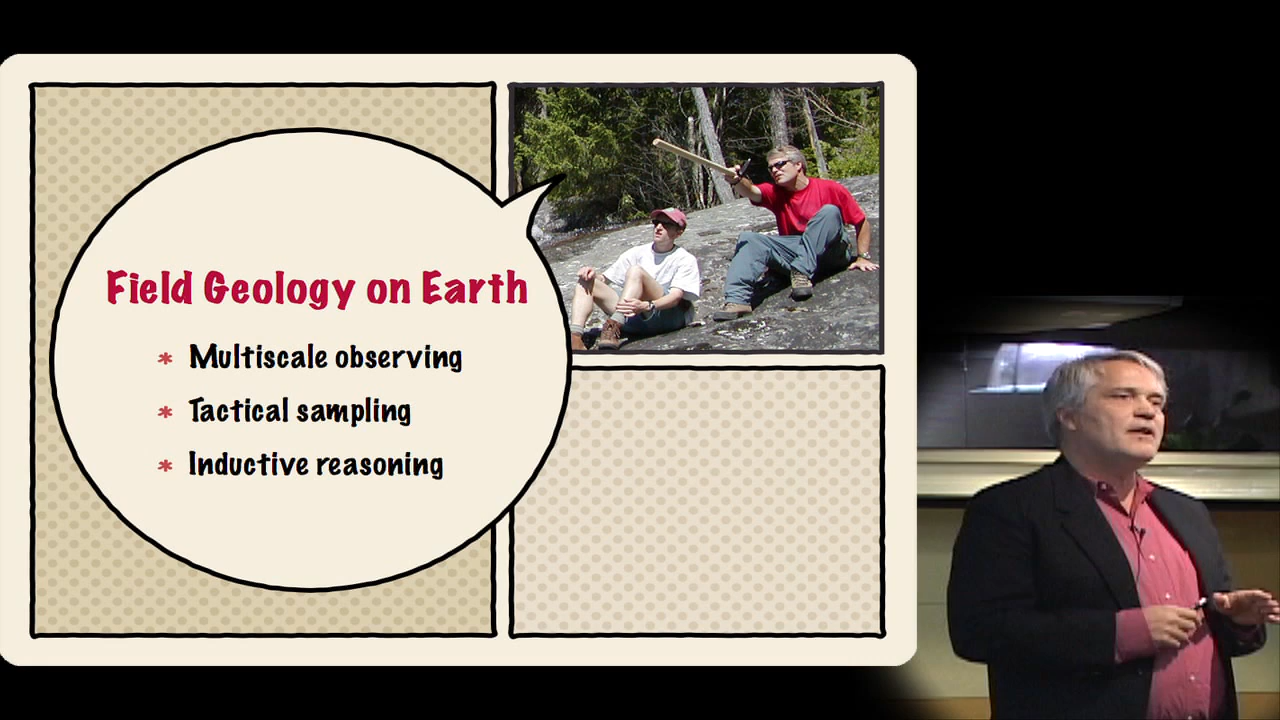 Field Geology on Earth
* Multiscale observing
* Tactical sampling
* Inductive reasoning